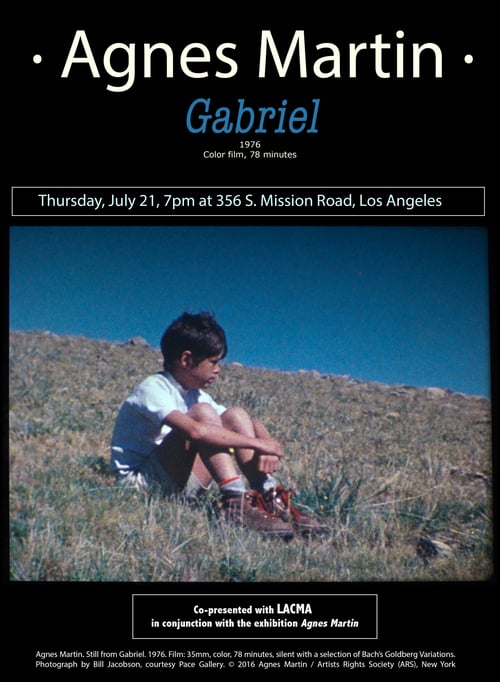 · Agnes Martin ·
Gabriel
1976
Color film, 78 minutes
Thursday, July 21, 7pm at 356 S. Mission Road, Los Angeles
Co-presented with LACMA
in conjunction with the exhibition Agnes Martin
Agnes Martin. Still from Gabriel. 1976. Film: 35mm, color, 78 minutes, silent with a selection of Bach's Goldberg Variations.
Photograph by Bill Jacobson, courtesy Pace Gallery. © 2016 Agnes Martin / Artists Rights Society (ARS), New York